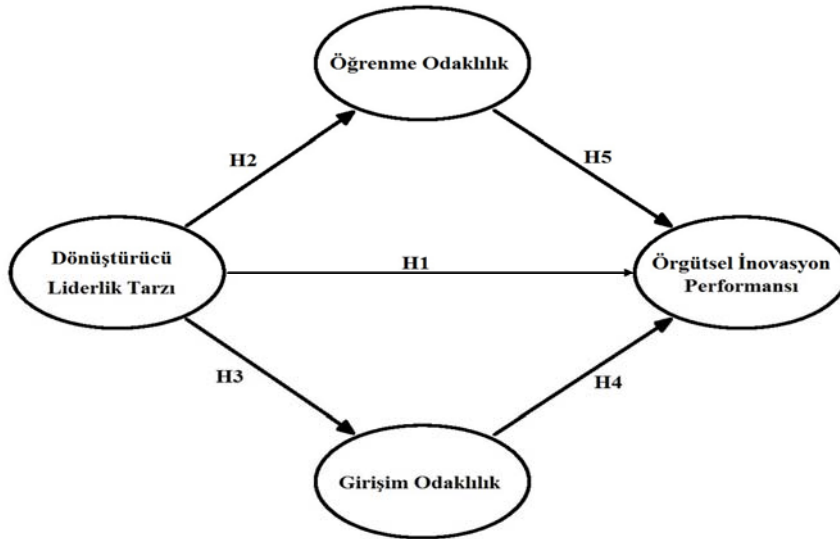 Öğrenme Odaklılık
H2
H5
Dönüştürücü
Liderlik Tarzı
H1
Örgütsel İnovasyon
Performansı
H3
H4
Girişim Odaklılık